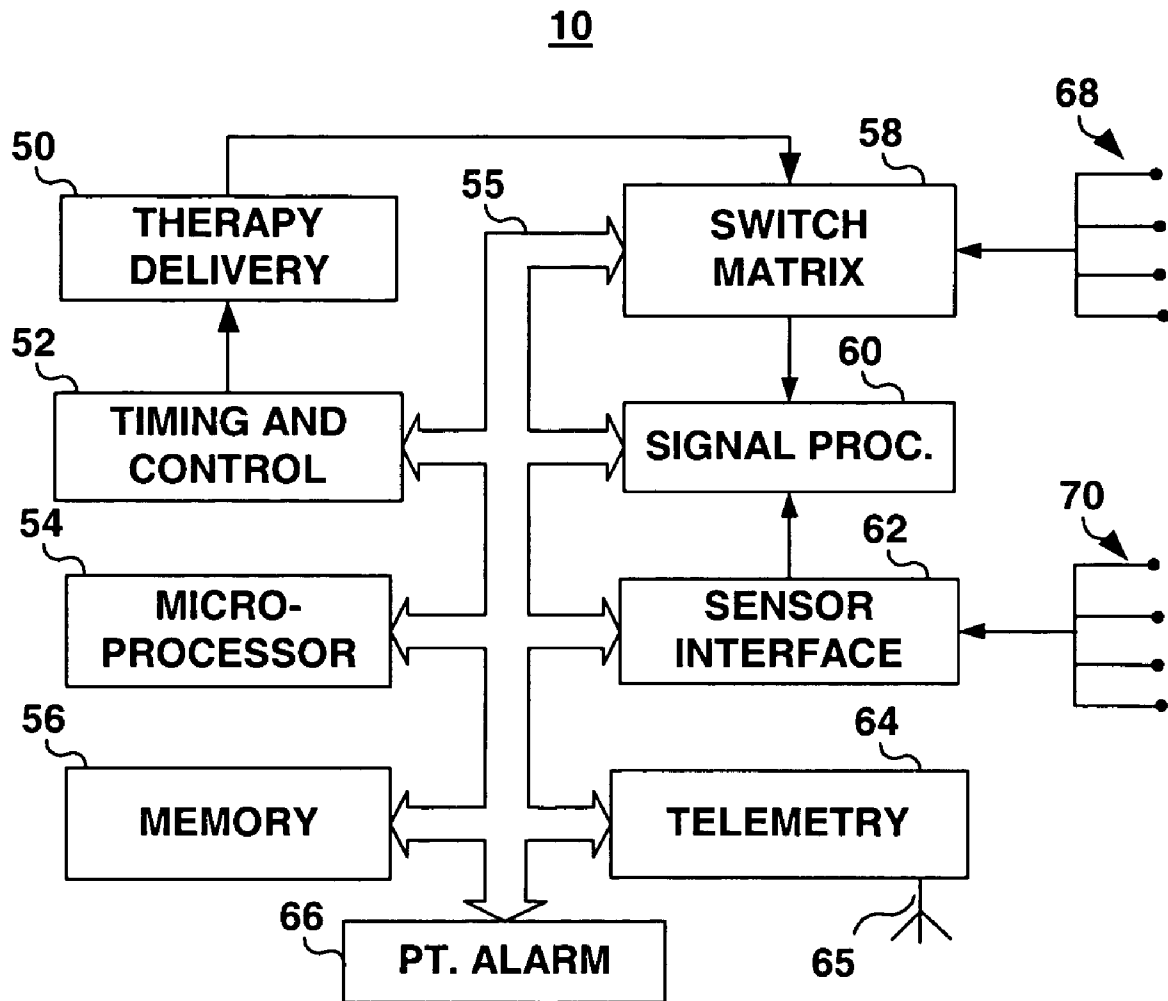 10
68
50
58
55
THERAPY
DELIVERY
SWITCH
MATRIX
52
60
TIMING AND
CONTROL
SIGNAL PROC.
54
62
70
MICRO-
PROCESSOR
SENSOR
INTERFACE
56
64
MEMORY
TELEMETRY
66
65
PT. ALARM